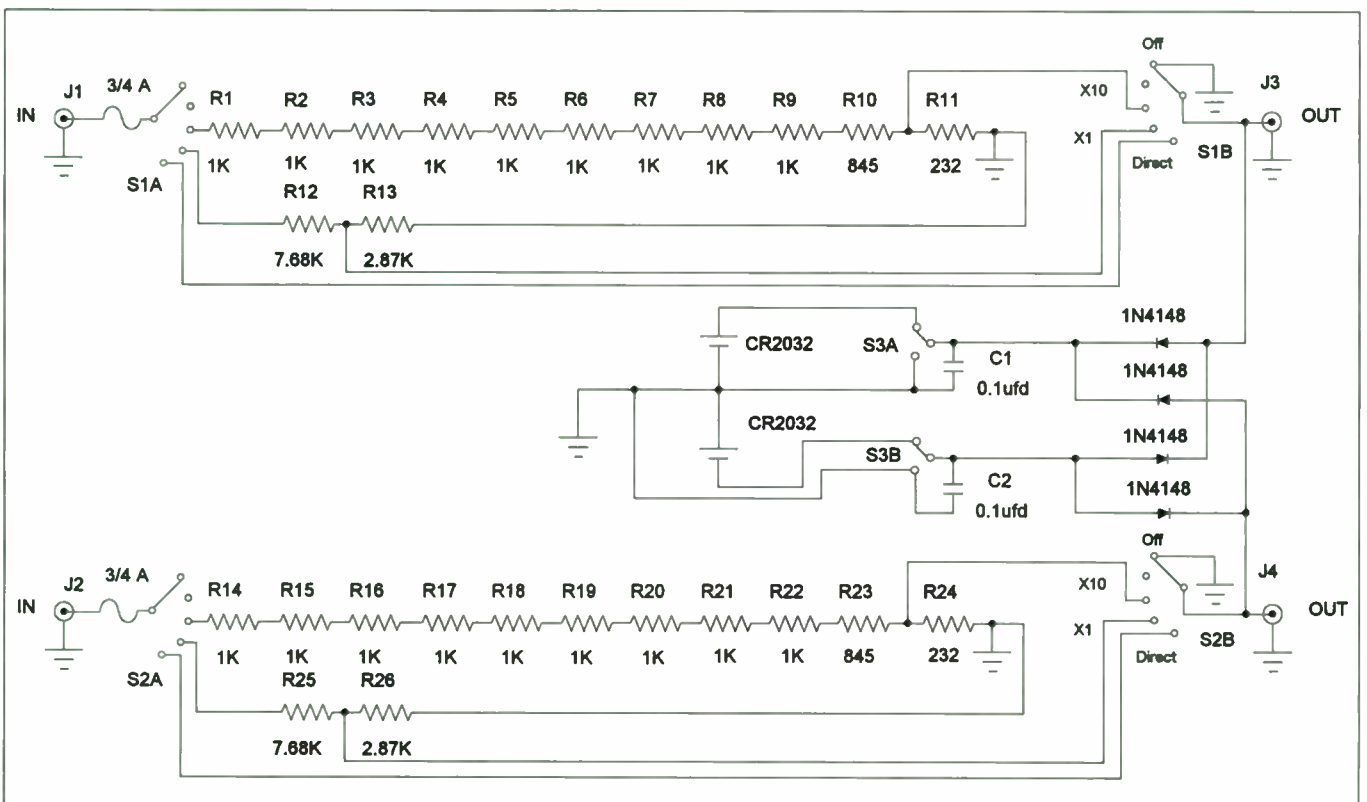 Off
J1 3/4 A R1 R2 R3 R4 R5 R6 R7 R8 R9 R10 R11 X10 J3
IN OUT
X1
1K 1K 1K 1K 1K 1K 1K 1K 1K 845 232 Direct S1B
S1A R12 R13
7.68K 2.87K
1N4148
CR2032 S3A C1
1N4148
0.1ufd
CR2032
1N4148
S3B
C2 1N4148
0.1ufd
Off
J2 3/4 A R14 R15 R16 R17 R18 R19 R20 R21 R22 R23 R24 X10 J4
IN OUT
X1
1K 1K 1K 1K 1K 1K 1K 1K 1K 845 232 Direct S2B
S2A R25 R26
7.68K 2.87K